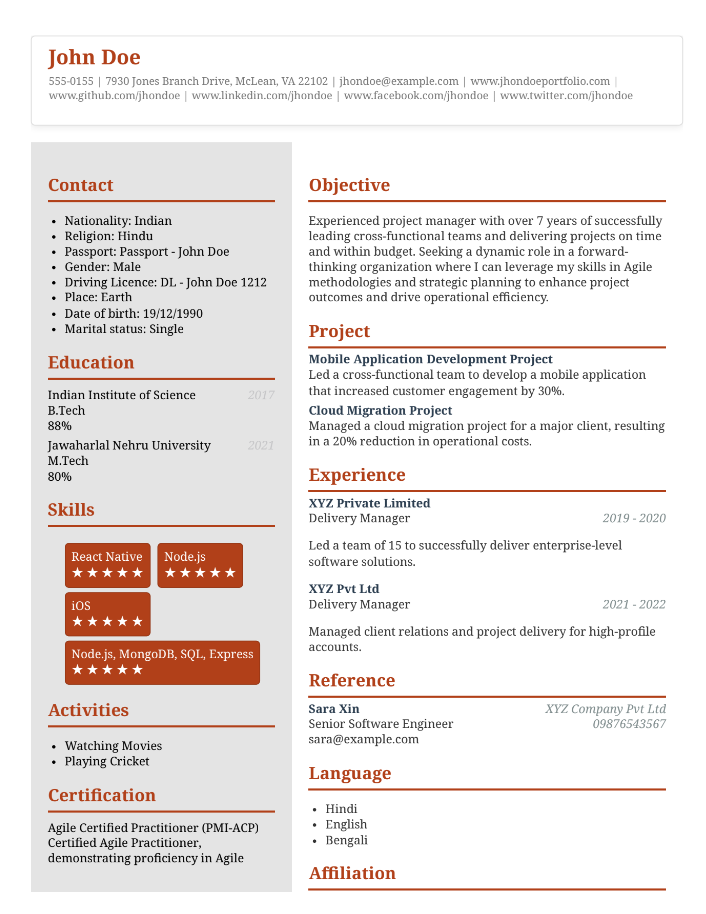 John Doe
555-0155 | 7930 Jones Branch Drive, McLean, VA 22102 | jhondoe@example.com | www.jhondoeportfolio.com |
www.github.com/jhondoe | www.linkedin.com/jhondoe | www.facebook.com/jhondoe | www.twitter.com/jhondoe
Contact
• Nationality: Indian
• Religion: Hindu
• Passport: Passport - John Doe
• Gender: Male
• Driving Licence: DL - John Doe 1212
• Place: Earth
• Date of birth: 19/12/1990
• Marital status: Single
Education
Indian Institute of Science 2017
B.Tech
88%
Jawaharlal Nehru University 2021
M.Tech
80%
Skills
React Native Node.js
★★★★★ ★★★★★
iOS
★★★★★
Node.js, MongoDB, SQL, Express
★★★★★
Activities
• Watching Movies
• Playing Cricket
Certification
Agile Certified Practitioner (PMI-ACP)
Certified Agile Practitioner,
demonstrating proficiency in Agile
Objective
Experienced project manager with over 7 years of successfully
leading cross-functional teams and delivering projects on time
and within budget. Seeking a dynamic role in a forward-
thinking organization where I can leverage my skills in Agile
methodologies and strategic planning to enhance project
outcomes and drive operational efficiency.
Project
Mobile Application Development Project
Led a cross-functional team to develop a mobile application
that increased customer engagement by 30%.
Cloud Migration Project
Managed a cloud migration project for a major client, resulting
in a 20% reduction in operational costs.
Experience
XYZ Private Limited
Delivery Manager 2019 - 2020
Led a team of 15 to successfully deliver enterprise-level
software solutions.
XYZ Pvt Ltd
Delivery Manager 2021 - 2022
Managed client relations and project delivery for high-profile
accounts.
Reference
Sara Xin XYZ Company Pvt Ltd
Senior Software Engineer 09876543567
sara@example.com
Language
• Hindi
• English
• Bengali
Affiliation